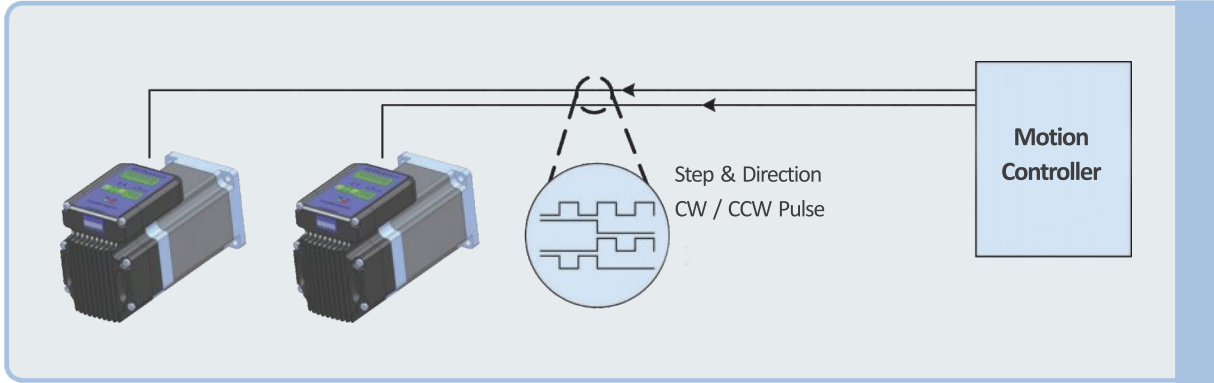 Step & Direction
CW / CCW Pulse
Motion
Controller